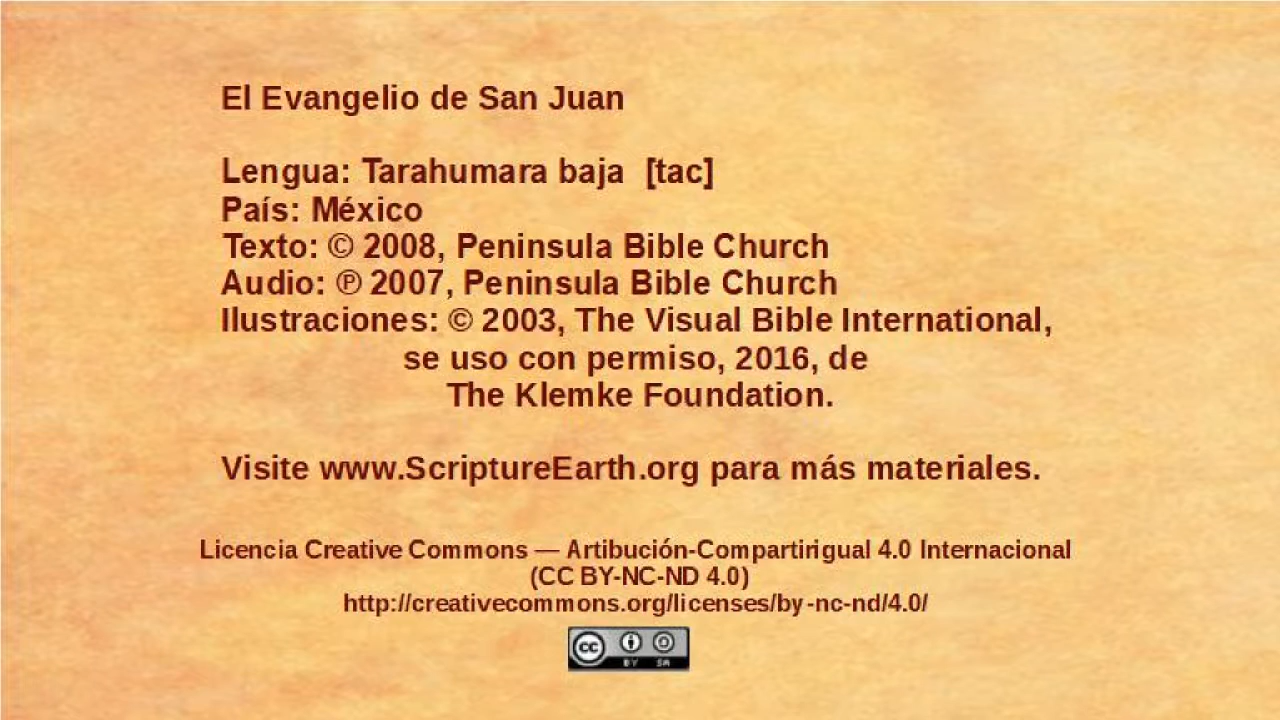 El Evangelio de San Juan
Lengua: Tarahumara baja [tac]
País: México
Texto: © 2008, Peninsula Bible Church
Audio: ℗ 2007, Peninsula Bible Church
Ilustraciones: © 2003, The Visual Bible International,
se uso con permiso, 2016, de
The Klemke Foundation.
Visite www.ScriptureEarth.org para más materiales.
Licencia Creative Commons — Artibución-Compartirigual 4.0 Internacional
(CC BY-NC-ND 4.0)
http://creativecommons.org/licenses/by-nc-nd/4.0/
cc BY SA